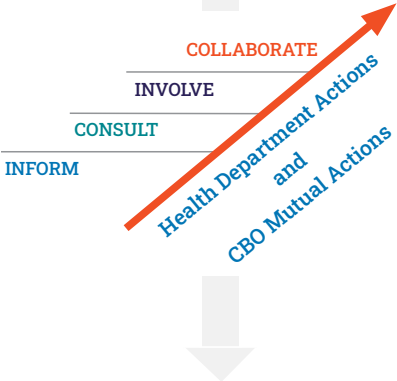 COLLABORATE
INVOLVE
CONSULT
INFORM
Health Department Actions
and
CBO Mutual Actions